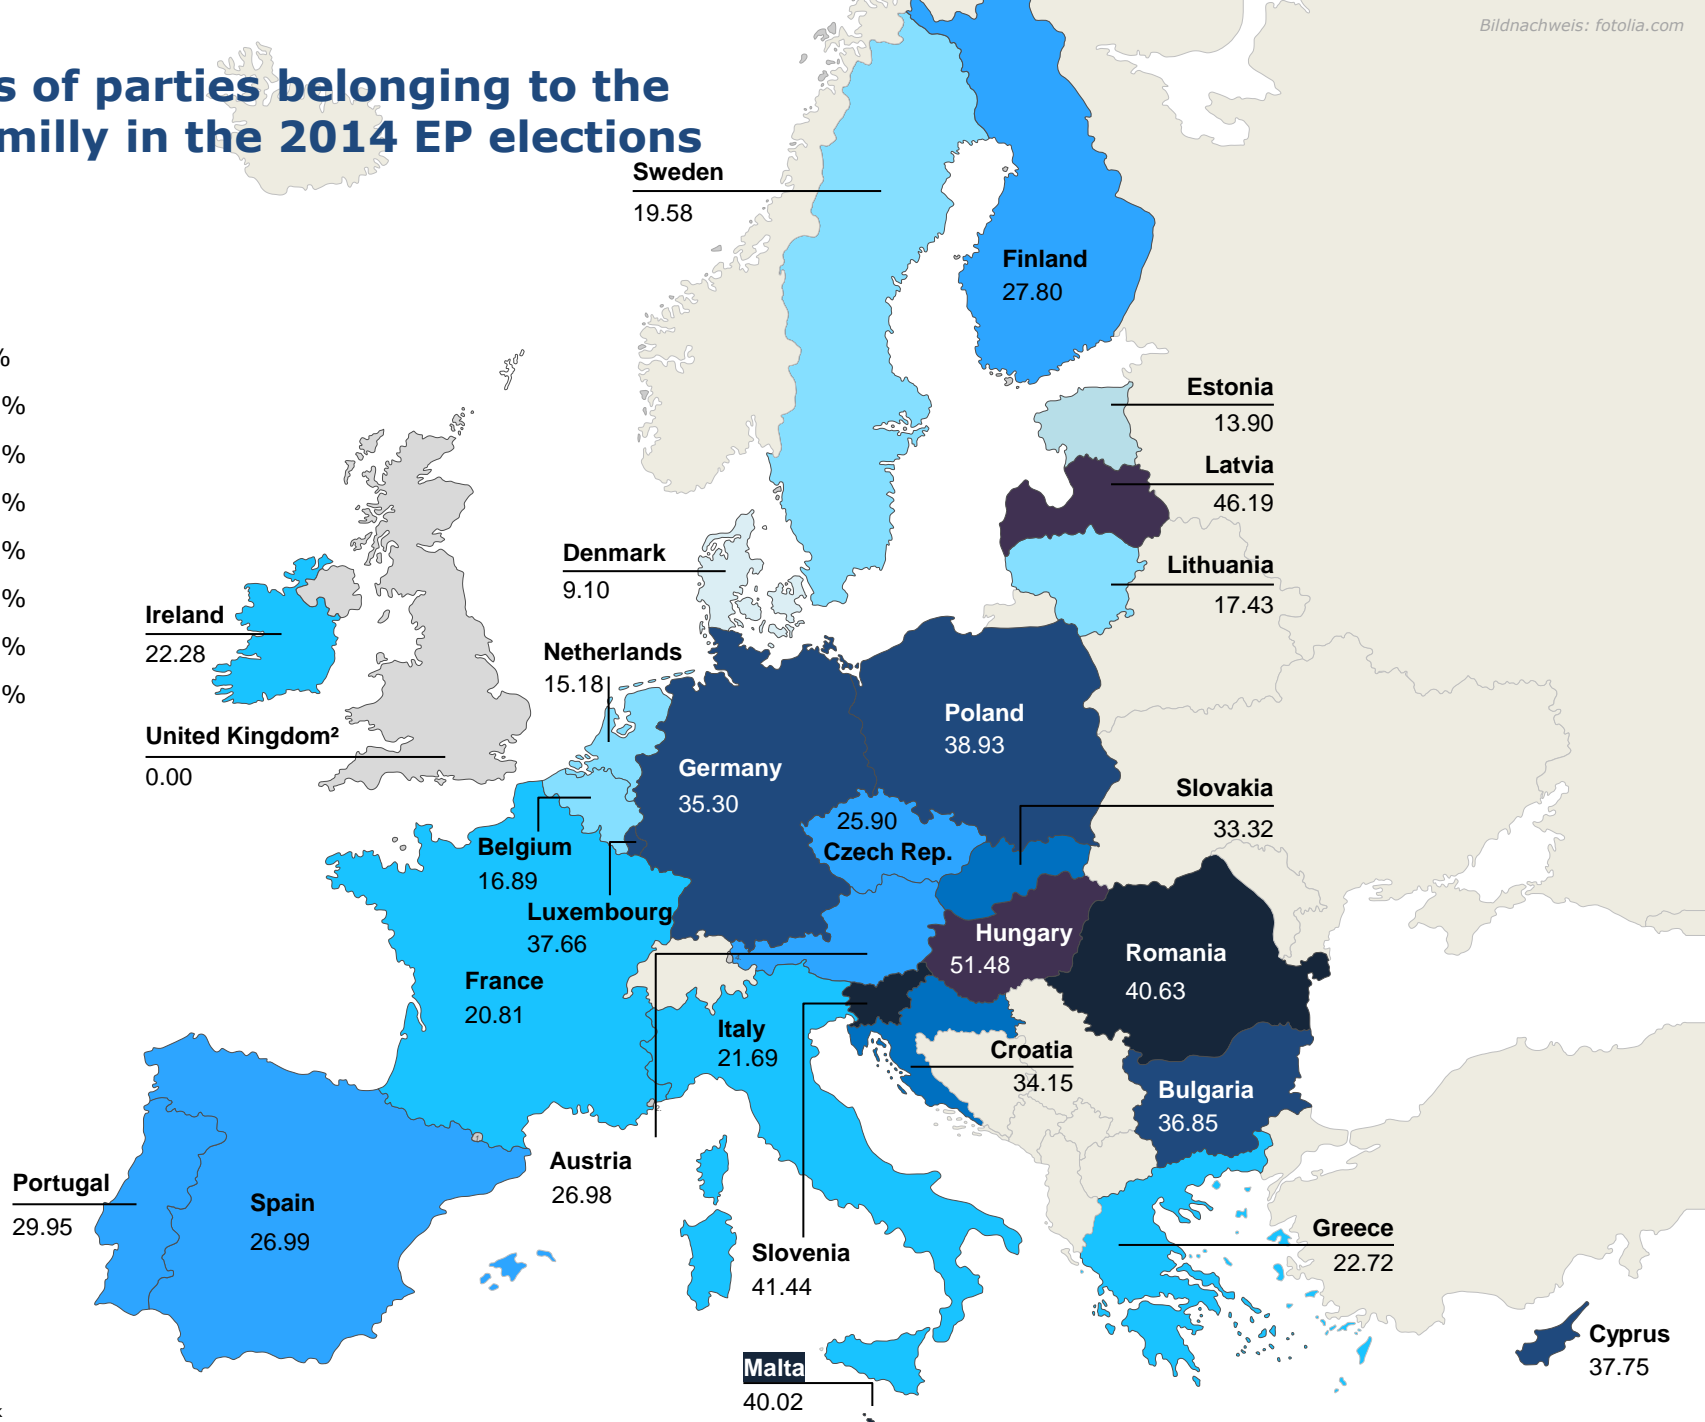 Bildnachweis: fotolia.com
s of parties belonging to the
milly in the 2014 EP elections
%
%
%
%
%
%
%
%
Sweden
19.58
Finland
27.80
Estonia
13.90
Latvia
46.19
Lithuania
17.43
Denmark
9.10
Ireland
22.28
Netherlands
15.18
United Kingdom²
0.00
Poland
38.93
Germany
35.30
Slovakia
33.32
25.90
Czech Rep.
Belgium
16.89
Luxembourg
37.66
Hungary
51.48
Romania
40.63
France
20.81
Italy
21.69
Croatia
34.15
Bulgaria
36.85
Austria
26.98
Portugal
29.95
Spain
26.99
Slovenia
41.44
Greece
22.72
Cyprus
37.75
Malta
40.02